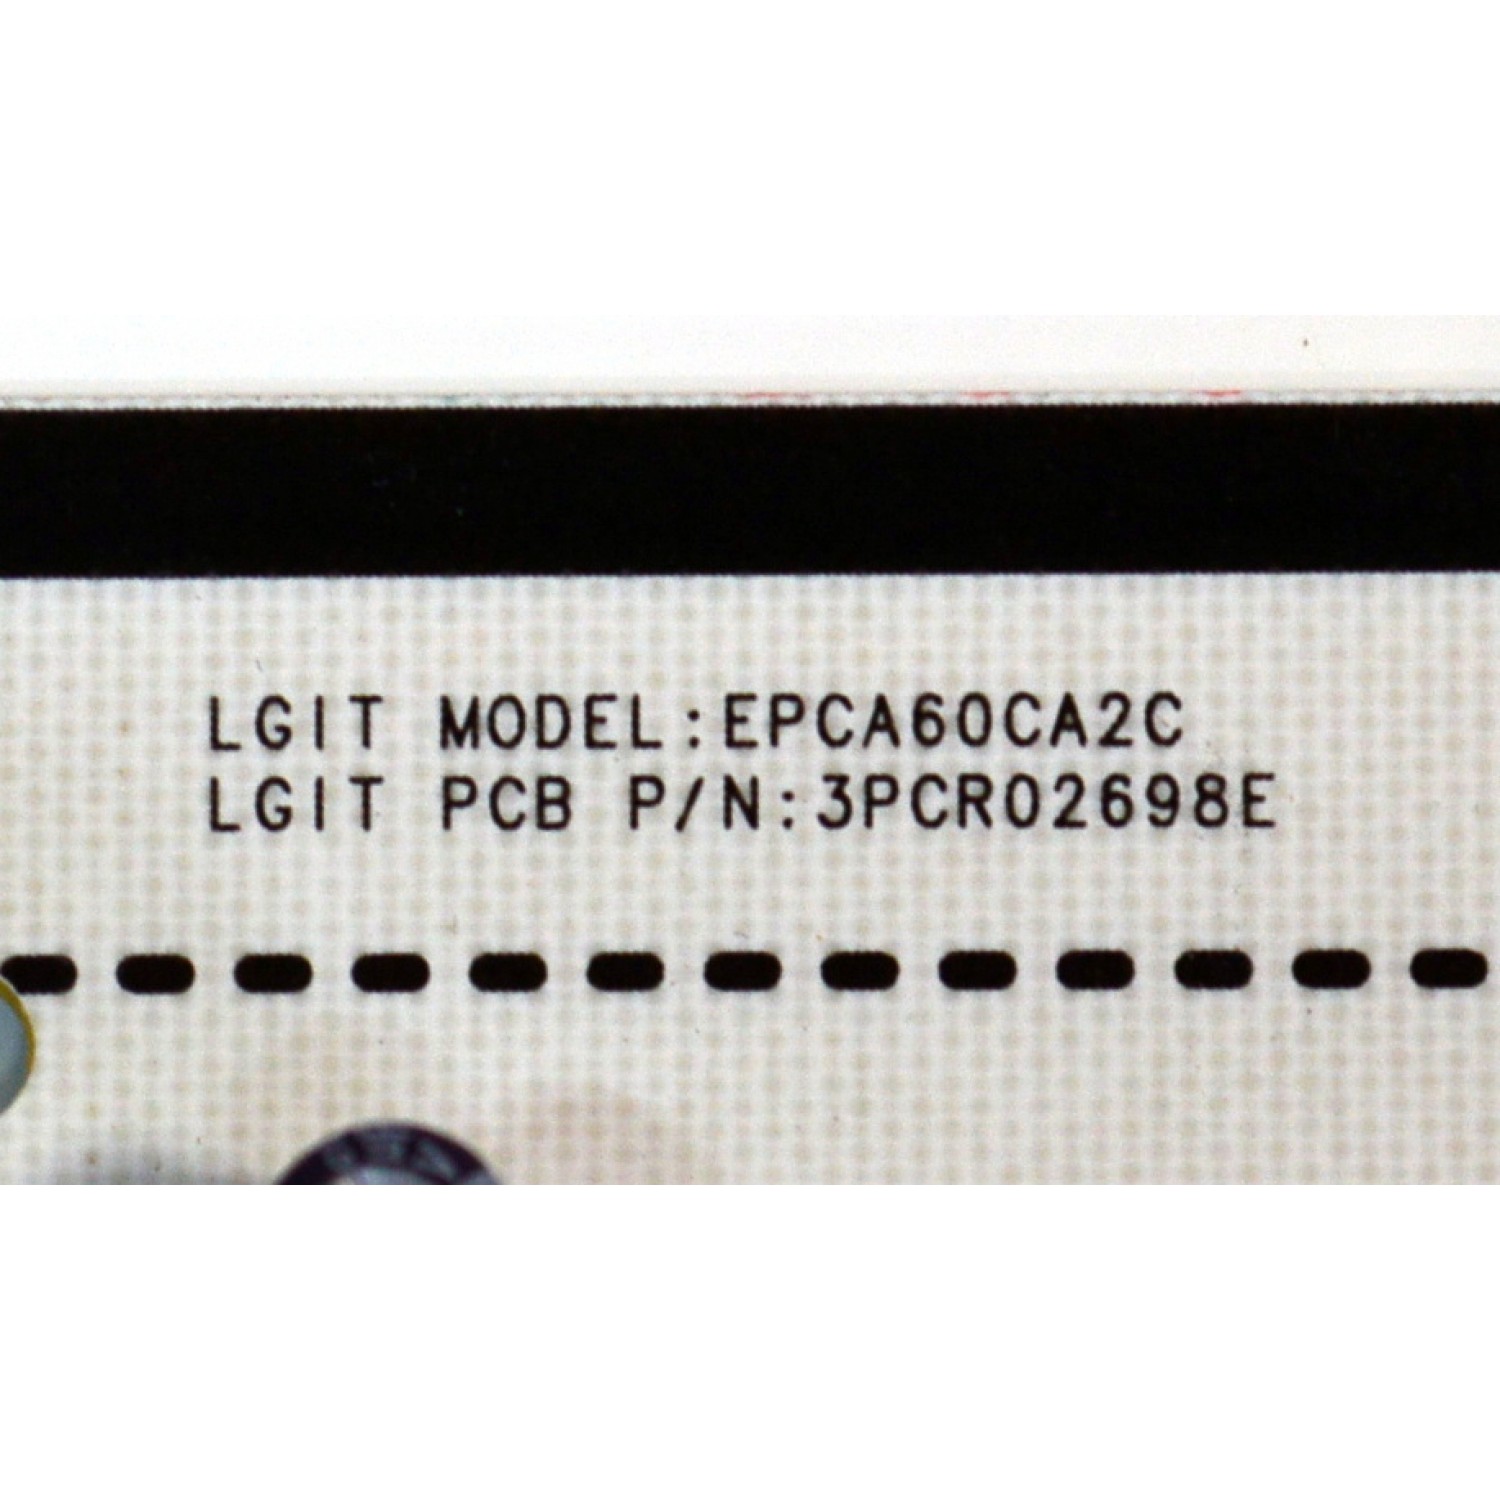 LGIT MODEL:EPCA60CA2C
LGIT PCB P/N:3PCR02698E